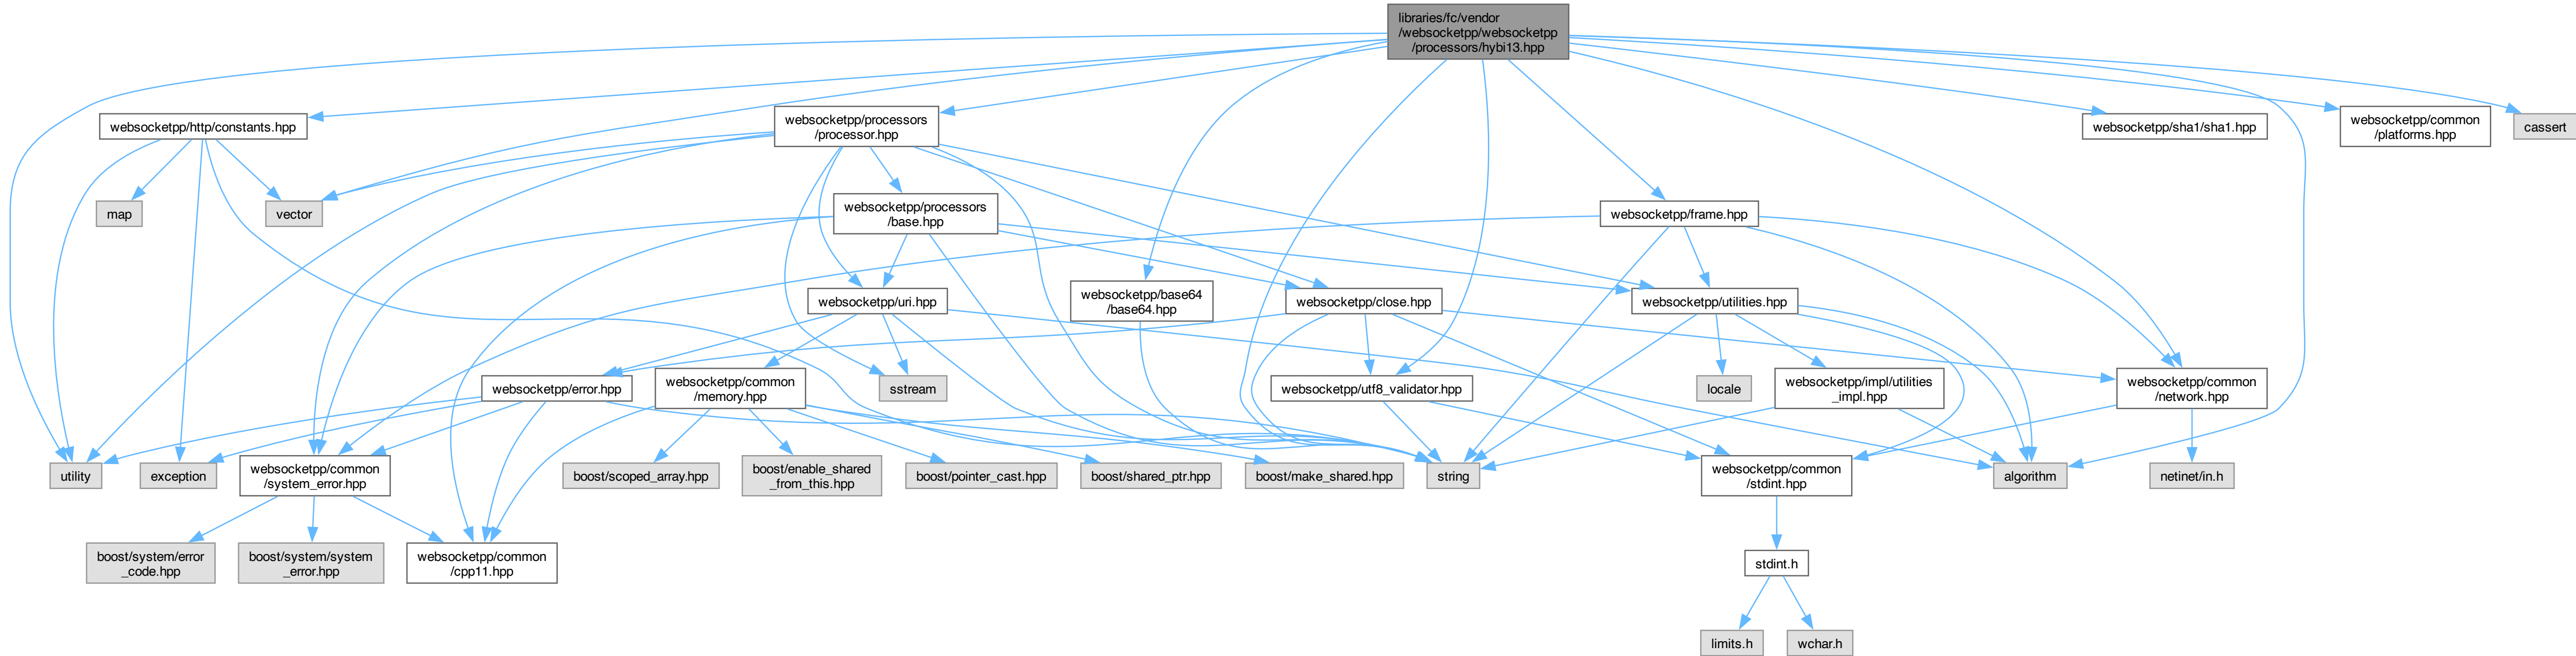 libraries/fc/vendor
/websocketpp/websocketpp
/processors/hybi13.hpp
websocketpp/http/constants.hpp
websocketpp/processors
/processor.hpp
websocketpp/sha1/sha1.hpp
websocketpp/common
/platforms.hpp
cassert
map
vector
websocketpp/processors
/base.hpp
websocketpp/frame.hpp
websocketpp/uri.hpp
websocketpp/base64
/base64.hpp
websocketpp/close.hpp
websocketpp/utilities.hpp
websocketpp/error.hpp
websocketpp/common
/memory.hpp
sstream
websocketpp/utf8_validator.hpp
locale
websocketpp/impl/utilities
_impl.hpp
websocketpp/common
/network.hpp
utility
exception
websocketpp/common
/system_error.hpp
boost/scoped_array.hpp
boost/enable_shared
_from_this.hpp
boost/pointer_cast.hpp
boost/shared_ptr.hpp
boost/make_shared.hpp
string
websocketpp/common
/stdint.hpp
algorithm
netinet/in.h
boost/system/error
_code.hpp
boost/system/system
_error.hpp
websocketpp/common
/cpp11.hpp
stdint.h
limits.h
wchar.h